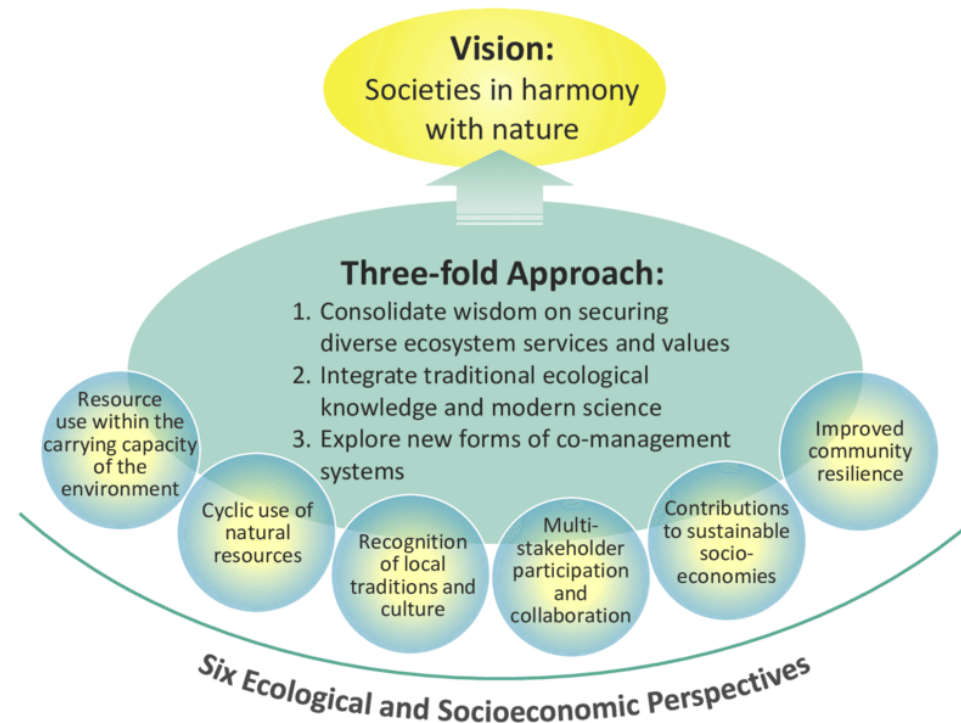 Vision:
Societies in harmony
with nature
Three-fold Approach:
1. Consolidate wisdom on securing
diverse ecosystem services and values
2. Integrate traditional ecological
knowledge and modern science
3. Explore new forms of co-management
systems
Resource
use within the
carrying capacity
of the
environment
Cyclic use of
natural
resources
Recognition
of local
traditions and
culture
Multi-
stakeholder
participation
and
collaboration
Contributions
to sustainable
socio-
economies
Improved
community
resilience
Six Ecological and Socioeconomic Perspectives